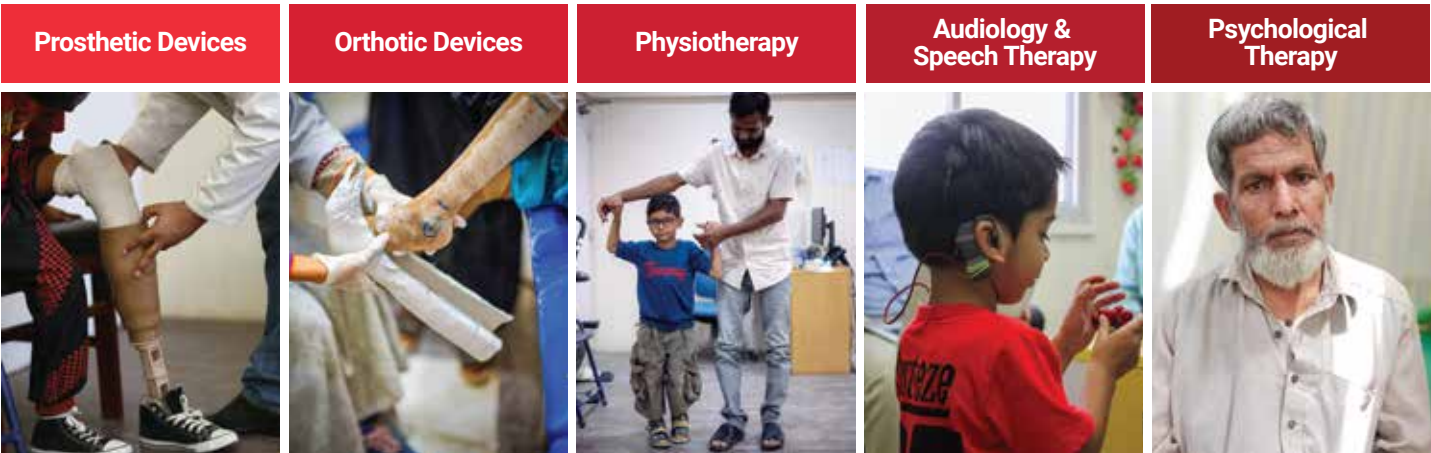 Prosthetic Devices
Orthotic Devices
Physiotherapy
Audiology &
Speech Therapy
Psychological
Therapy